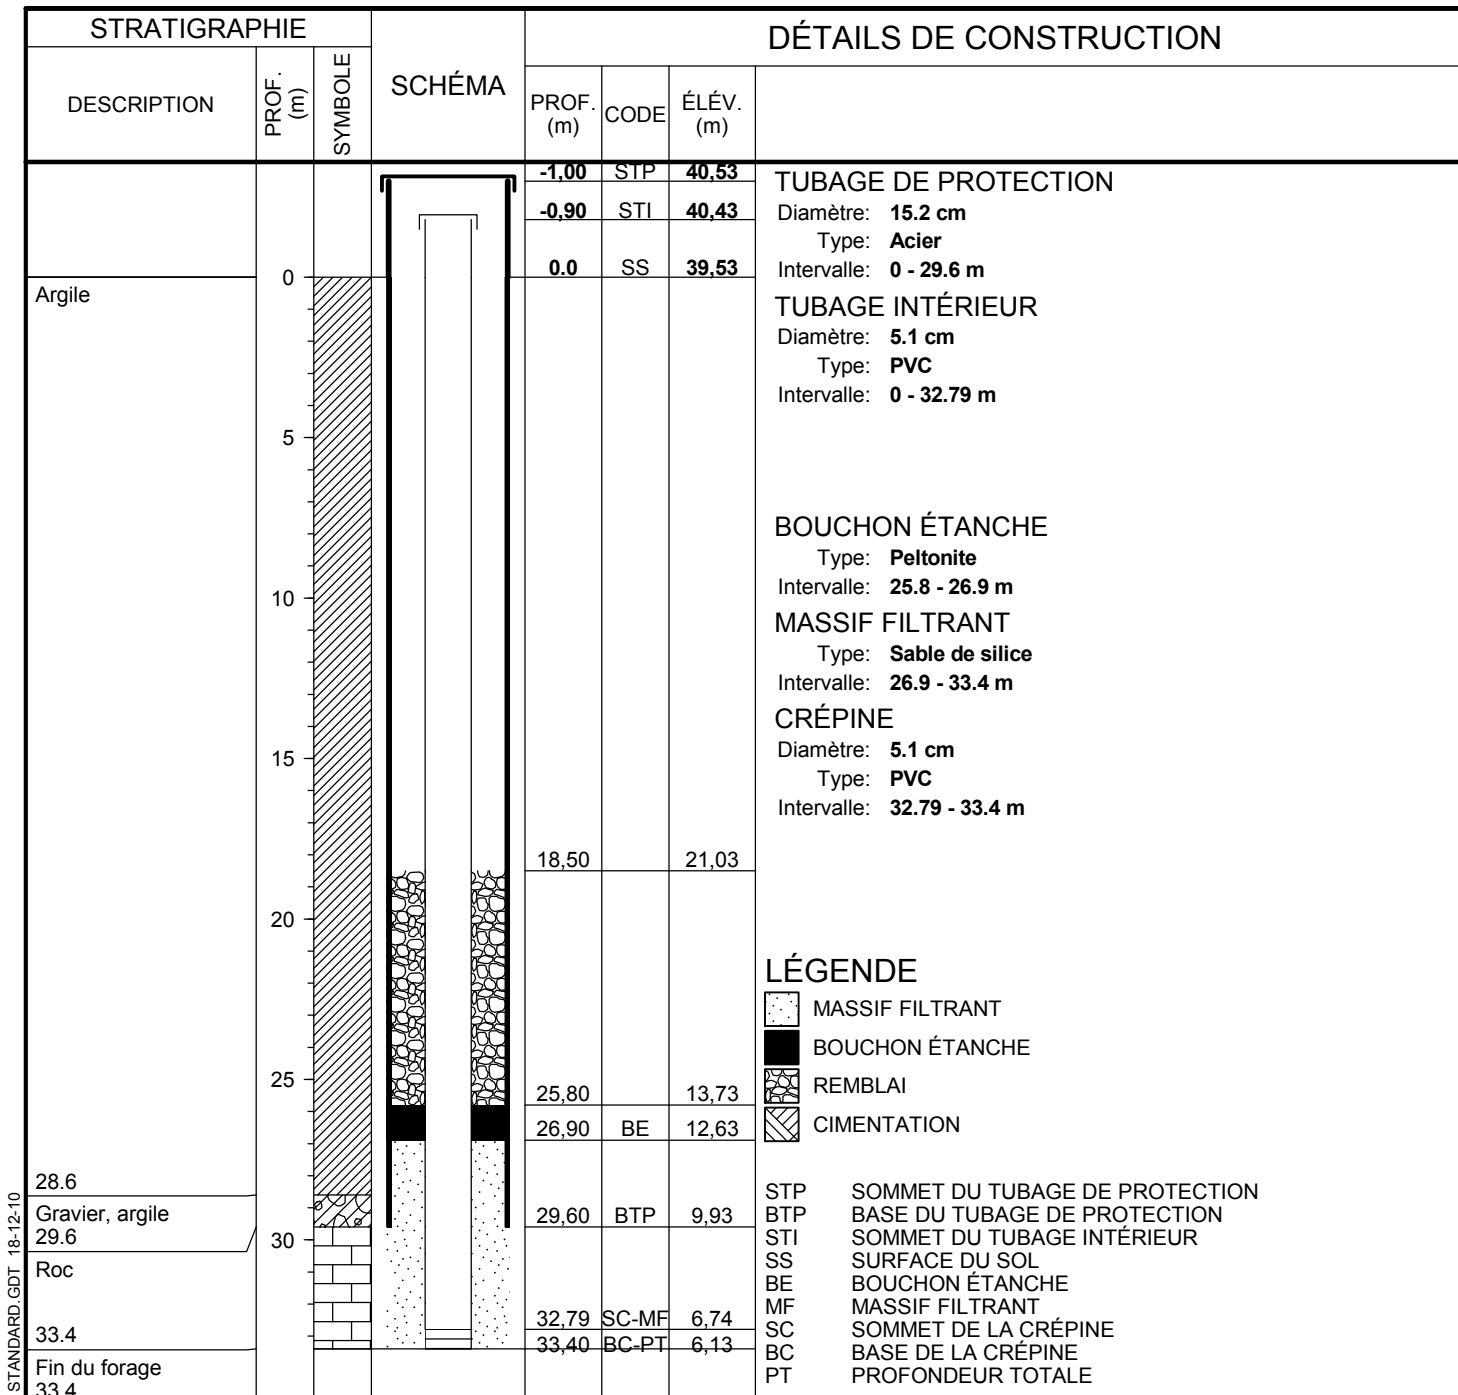 STRATIGRAPHIE
DESCRIPTION
PROF. (m)
SYMBOLE
SCHÉMA
DÉTAILS DE CONSTRUCTION
PROF. (m)
CODE
ÉLÉV. (m)
-1,00 STP 40,53
-0,90 STI 40,43
0.0 SS 39,53
18,50 21,03
25,80 13,73
26,90 BE 12,63
29,60 BTP 9,93
32,79 SC-MF 6,74
33,40 BC-PT 6,13
Argile
28.6
Gravier, argile
29.6
Roc
33.4
Fin du forage
33.4
0
5
10
15
20
25
30
TUBAGE DE PROTECTION
Diamètre: 15.2 cm
Type: Acier
Intervalle: 0 - 29.6 m
TUBAGE INTÉRIEUR
Diamètre: 5.1 cm
Type: PVC
Intervalle: 0 - 32.79 m
BOUCHON ÉTANCHE
Type: Peltonite
Intervalle: 25.8 - 26.9 m
MASSIF FILTRANT
Type: Sable de silice
Intervalle: 26.9 - 33.4 m
CRÉPINE
Diamètre: 5.1 cm
Type: PVC
Intervalle: 32.79 - 33.4 m
LÉGENDE
MASSIF FILTRANT
BOUCHON ÉTANCHE
REMBLAI
CIMENTATION
STP SOMMET DU TUBAGE DE PROTECTION
BTP BASE DU TUBAGE DE PROTECTION
STI SOMMET DU TUBAGE INTÉRIEUR
SS SURFACE DU SOL
BE BOUCHON ÉTANCHE
MF MASSIF FILTRANT
SC SOMMET DE LA CRÉPINE
BC BASE DE LA CRÉPINE
PT PROFONDEUR TOTALE
STANDARD.GDT 18-12-10